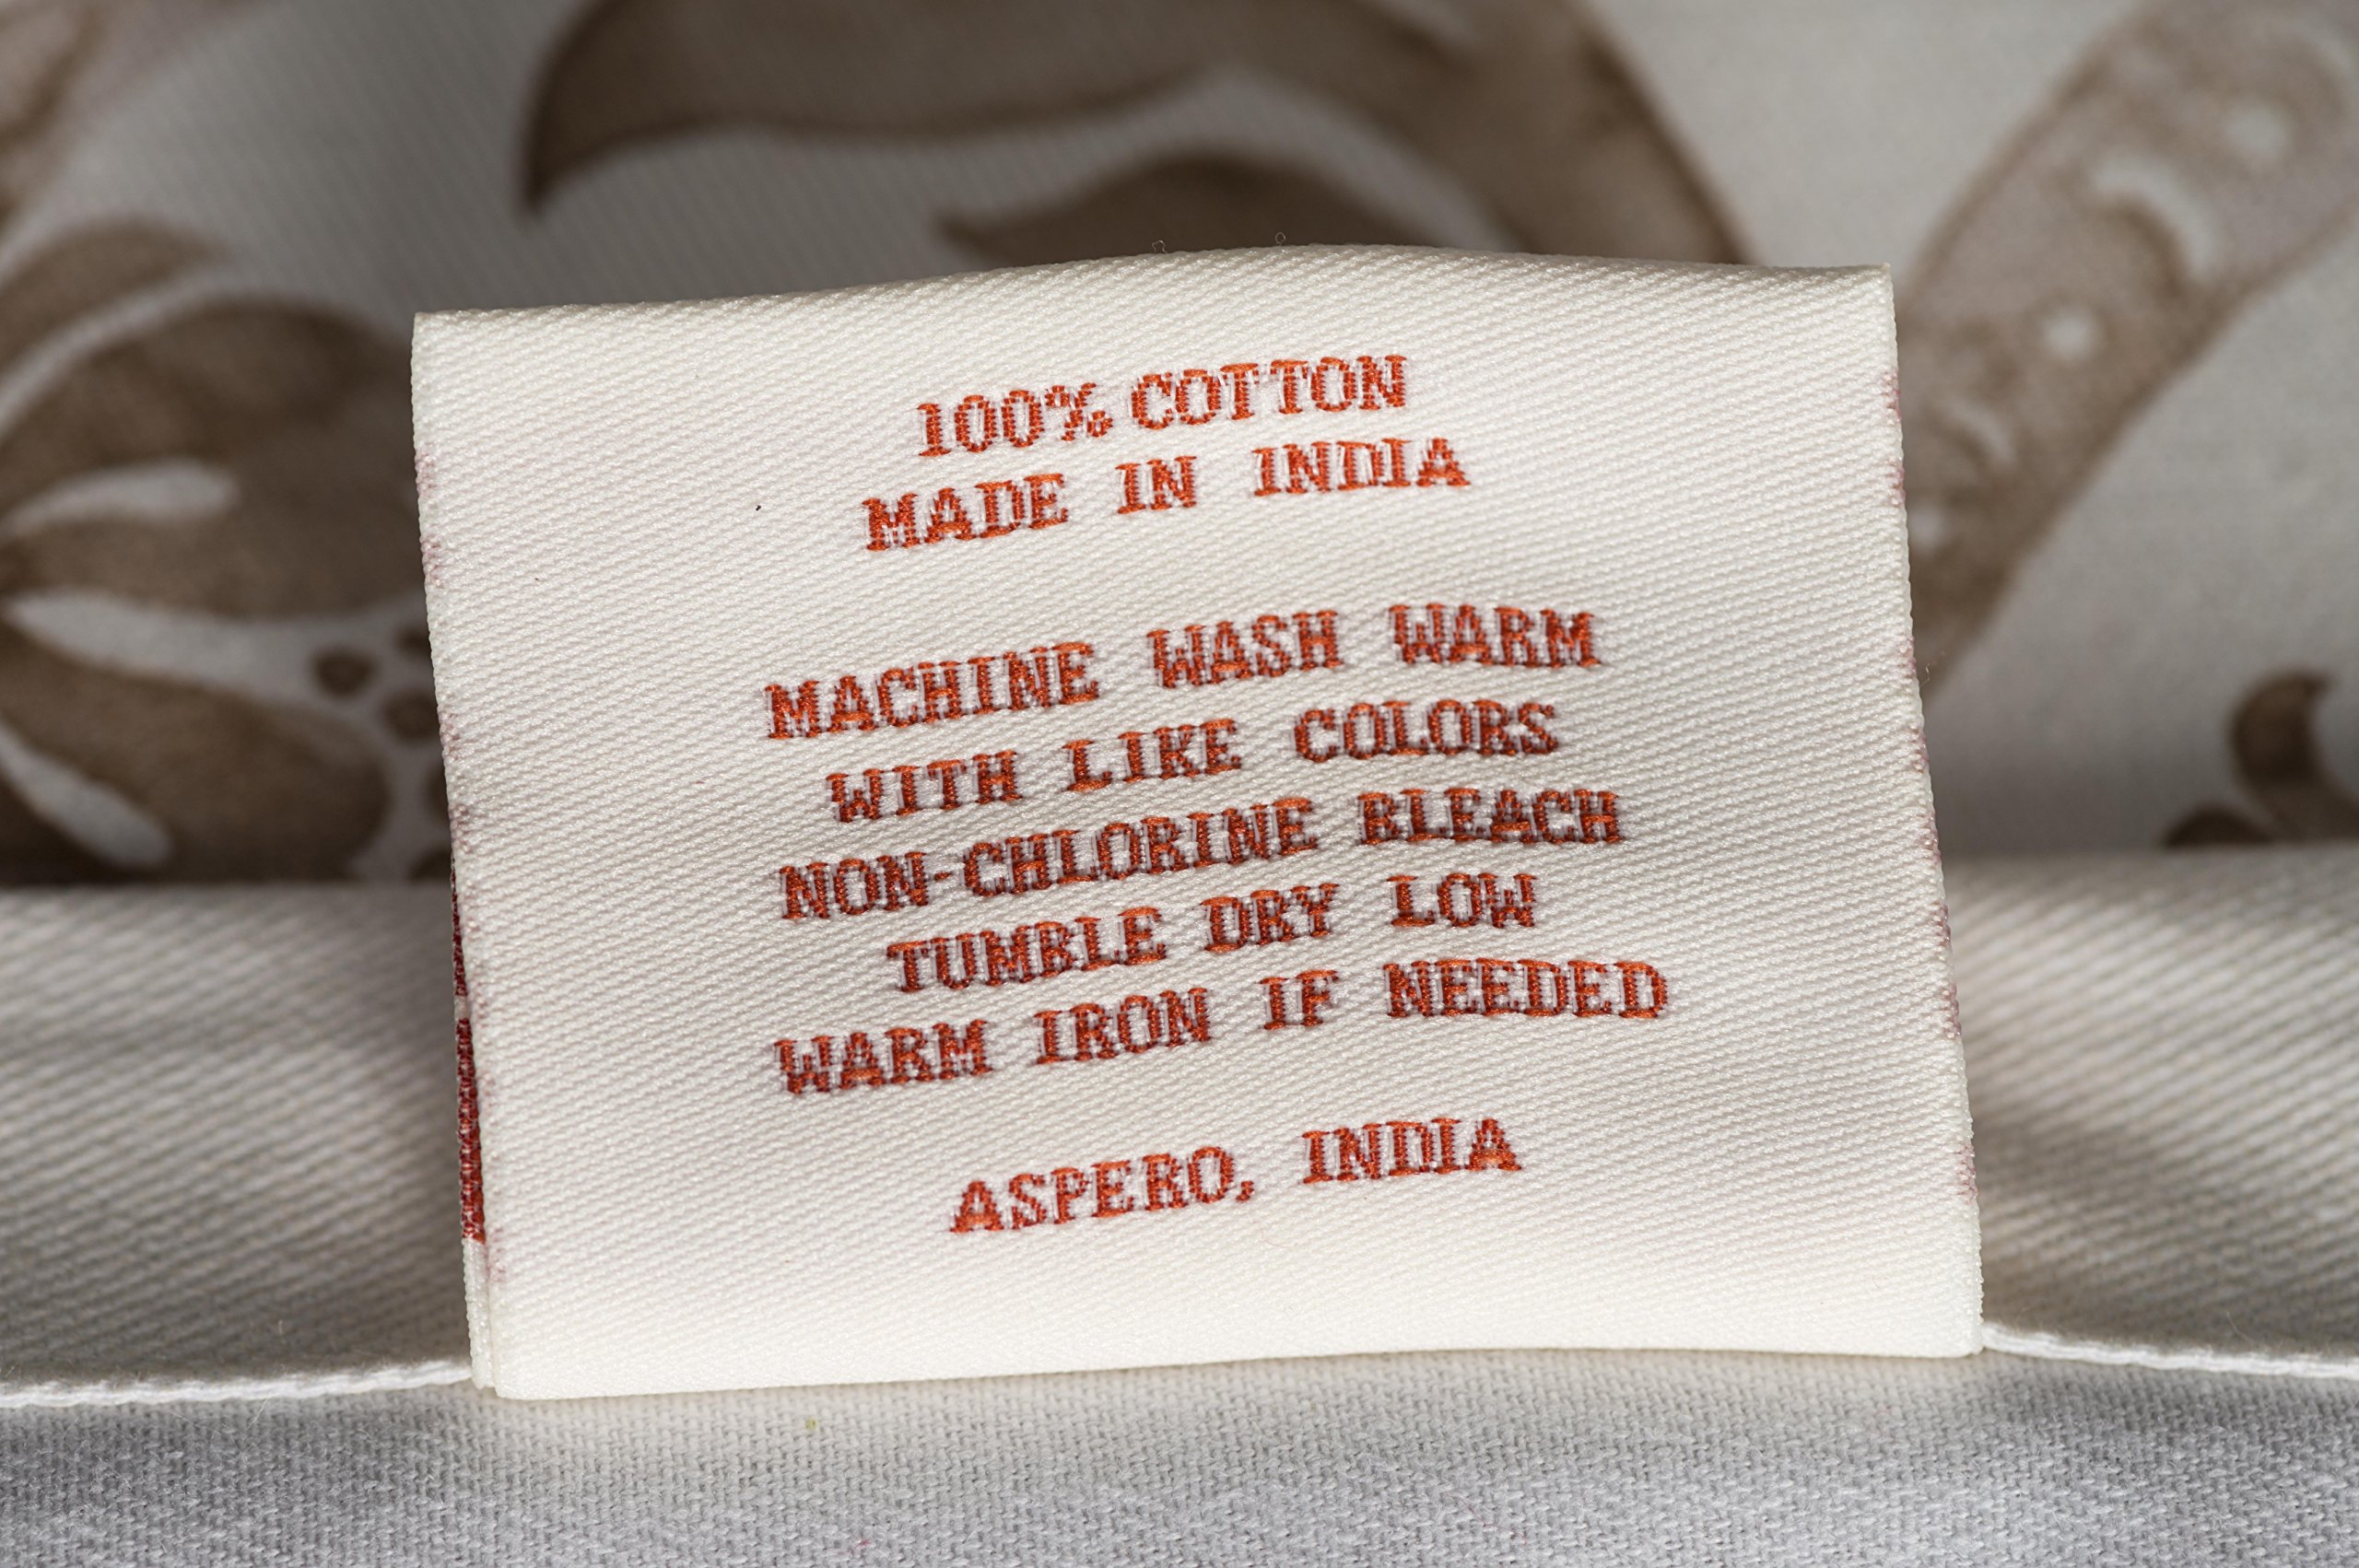 100% COTTON
MADE IN INDIA
MACHINE WASH WARM
WITH LIKE COLORS
NON-CHLORINE BLEACH
TUMBLE DRY LOW
WARM IRON IF NEEDED
ASPERO, INDIA